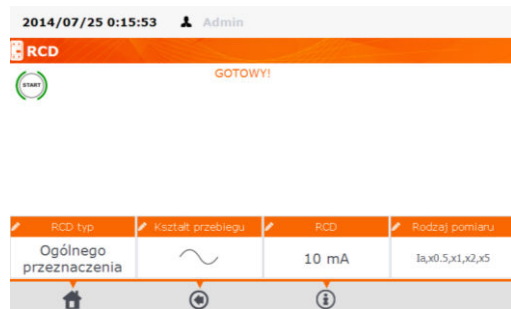 2014/07/25 0:15:53 Admin
RCD
START
GOTOWY!
RCD typ Kształt przebiegu RCD Rodzaj pomiaru
Ogólnego
przeznaczenia
10 mA
Ia,x0.5,x1,x2,x5